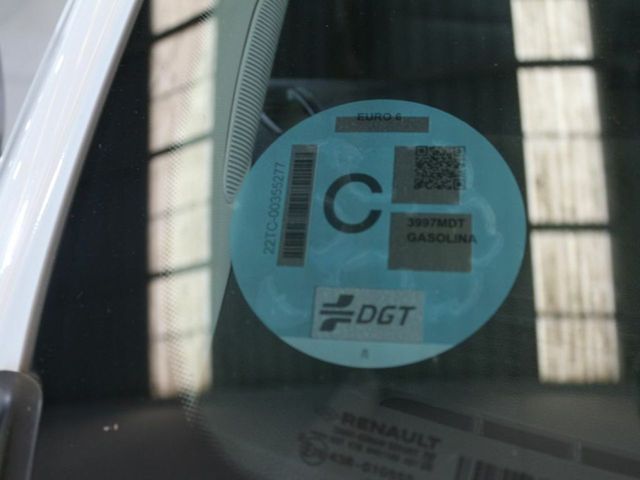 EURO 6
22TC-00355277
C
3997MDT
GASOLINA
DGT
RENAULT